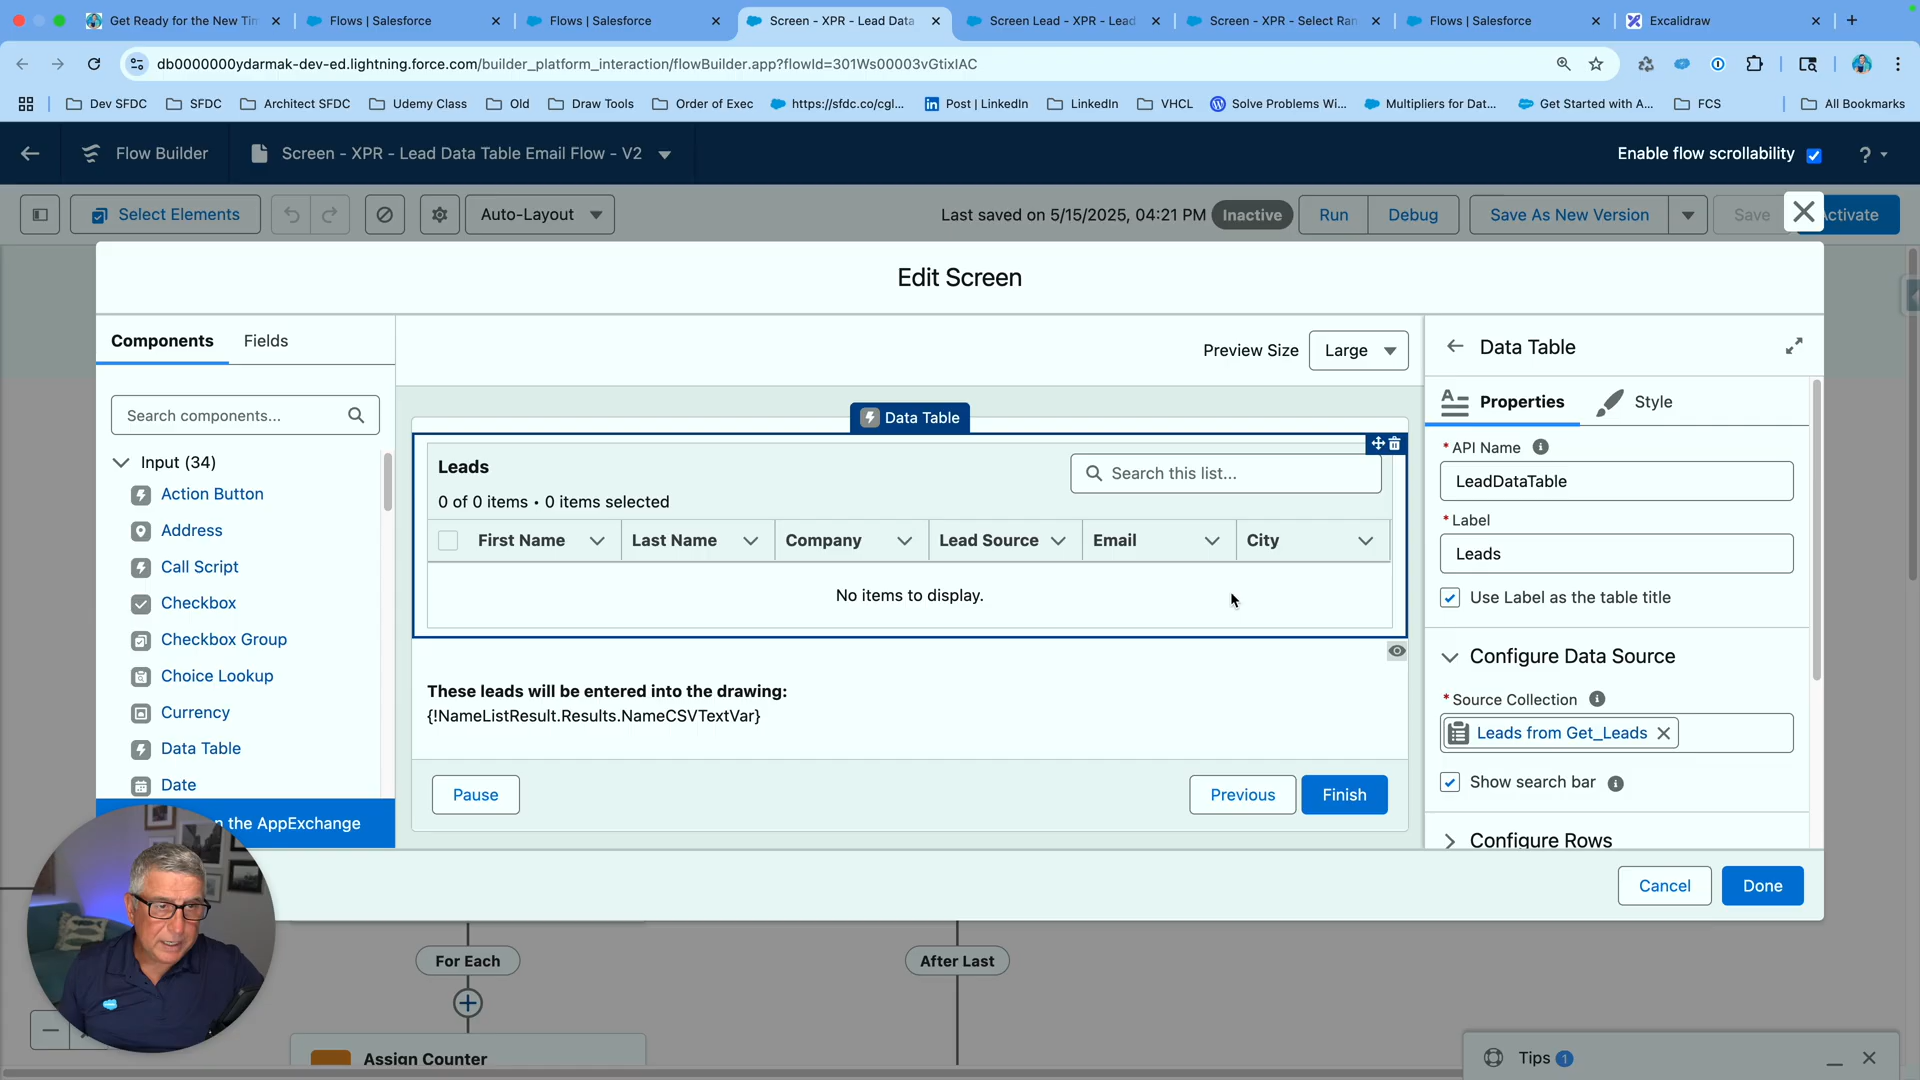 Get Ready for the New Tim
Flows | Salesforce
Flows | Salesforce
Screen - XPR - Lead Data
Screen Lead - XPR - Lead
Screen - XPR - Select Ran
Flows | Salesforce
Excalidraw
db0000000ydarmak-dev-ed.lightning.force.com/builder_platform_interaction/flowBuilder.app?flowId=301Ws00003vGtixIAC
Dev SFDC
SFDC
Architect SFDC
Udemy Class
Old
Draw Tools
Order of Exec
https://sfdc.co/cgl...
Post | LinkedIn
LinkedIn
VHCL
Solve Problems Wi...
Multipliers for Dat...
Get Started with A...
FCS
All Bookmarks
Flow Builder
Screen - XPR - Lead Data Table Email Flow - V2
Enable flow scrollability
?
Select Elements
Auto-Layout
Last saved on 5/15/2025, 04:21 PM
Inactive
Run
Debug
Save As New Version
Save
ctivate
Edit Screen
Components
Fields
Search components...
Input (34)
Action Button
Address
Call Script
Checkbox
Checkbox Group
Choice Lookup
Currency
Data Table
Date
n the AppExchange
Preview Size
Large
Data Table
Leads
0 of 0 items • 0 items selected
Search this list...
First Name
Last Name
Company
Lead Source
Email
City
No items to display.
These leads will be entered into the drawing:
{!NameListResult.Results.NameCSVTextVar}
Pause
Previous
Finish
Data Table
Properties
Style
* API Name
LeadDataTable
* Label
Leads
Use Label as the table title
Configure Data Source
* Source Collection
Leads from Get_Leads
Show search bar
Configure Rows
Cancel
Done
For Each
After Last
Assign Counter
Tips 1